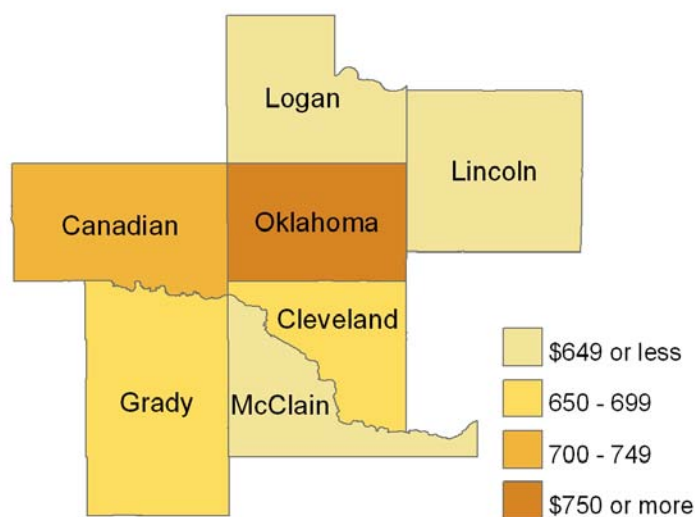 Logan
Lincoln
Canadian
Oklahoma
Cleveland
Grady
McClain
$649 or less
650 - 699
700 - 749
$750 or more